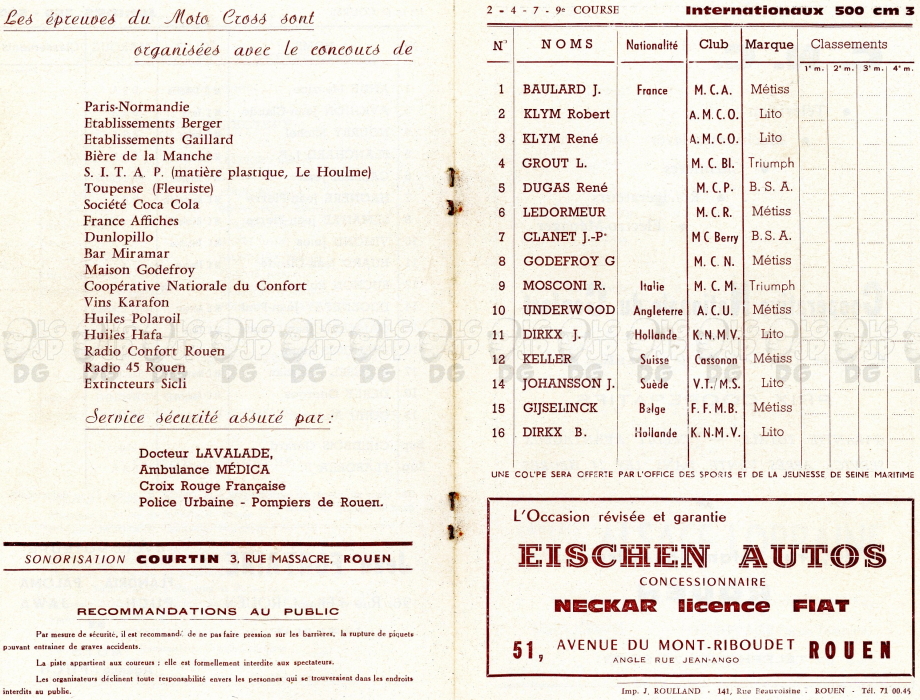 Les épreuves du Moto Cross sont
organisées avec le concours de
Paris-Normandie
Etablissements Berger
Etablissements Gaillard
Bière de la Manche
S. I. T. A. P. (matière plastique, Le Houlme)
Toupense (Fleuriste)
Société Coca Cola
France Affiches
Dunlopillo
Bar Miramar
Maison Godefroy
Coopérative Nationale du Confort
Vins Karafon
Huiles Polaroil
Huiles Hafa
Radio Confort Rouen
Radio 45 Rouen
Extincteurs Sicli
Service sécurité assuré par :
Docteur LAVALADE,
Ambulance MÉDICA
Croix Rouge Française
Police Urbaine - Pompiers de Rouen.
SONORISATION COURTIN 3, RUE MASSACRE, ROUEN
RECOMMANDATIONS AU PUBLIC
Par mesure de sécurité, il est recommandé de ne pas faire pression sur les barrières, la rupture de piquets
pouvant entrainer de graves accidents.
La piste appartient aux coureurs ; elle est formellement interdite aux spectateurs.
Les organisateurs déclinent toute responsabilité envers les personnes qui se trouveraient dans les endroits
interdits au public.
2 - 4 - 7 - 9e COURSE Internationaux 500 cm 3
N° NOMS Nationalité Club Marque Classements
1e m. 2e m. 3e m. 4e m.
1 BAULARD J. France M. C. A. Métiss
2 KLYM Robert A. M. C. O. Lito
3 KLYM René A. M. C. O. Lito
4 GROUT L. M. C. Bl. Triumph
5 DUGAS René M. C. P. B. S. A.
6 LEDORMEUR M. C. R. Métiss
7 CLANET J.-P. M C Berry B. S. A.
8 GODEFROY G M. C. N. Métiss
9 MOSCONI R. Italie M. C. M. Triumph
10 UNDERWOOD Angleterre A. C. U. Métiss
11 DIRKX J. Hollande K. N. M. V. Lito
12 KELLER Suisse Cossonon Métiss
14 JOHANSSON J. Suède V. T. M. S. Lito
15 GIJSELINCK Belge F. F. M. B. Métiss
16 DIRKX B. Hollande K. N. M. V. Lito
UNE COUPE SERA OFFERTE PAR L'OFFICE DES SPORTS ET DE LA JEUNESSE DE SEINE MARITIME
L'Occasion révisée et garantie
EISCHEN AUTOS
CONCESSIONNAIRE
NECKAR licence FIAT
51, AVENUE DU MONT-RIBOUDET ROUEN
ANGLE RUE JEAN-ANGO
Imp. J. ROULLAND - 141, Rue Beauvoisine - ROUEN - Tél. 71 00.45